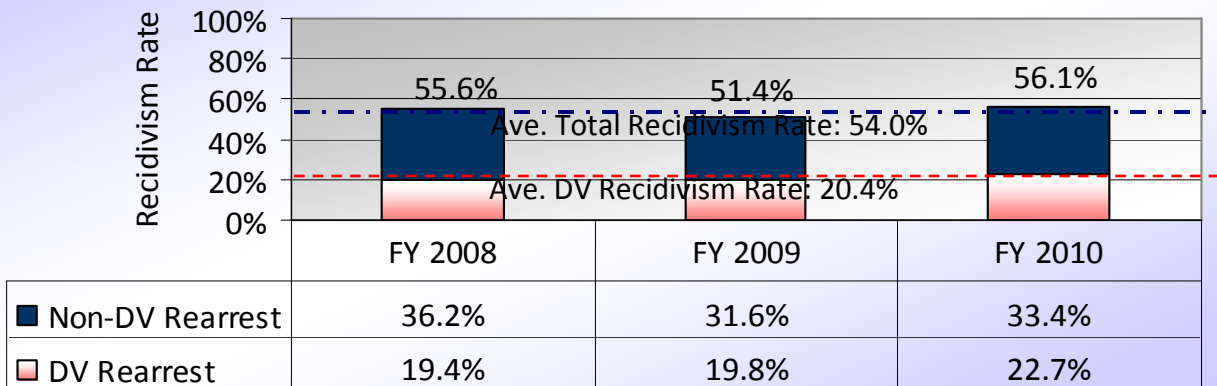 Recidivism Rate
100%
80%
60%
40%
20%
0%
55.6%
51.4%
56.1%
Ave. Total Recidivism Rate: 54.0%
Ave. DV Recidivism Rate: 20.4%
FY 2008 FY 2009 FY 2010
Non-DV Rearrest 36.2% 31.6% 33.4%
DV Rearrest 19.4% 19.8% 22.7%